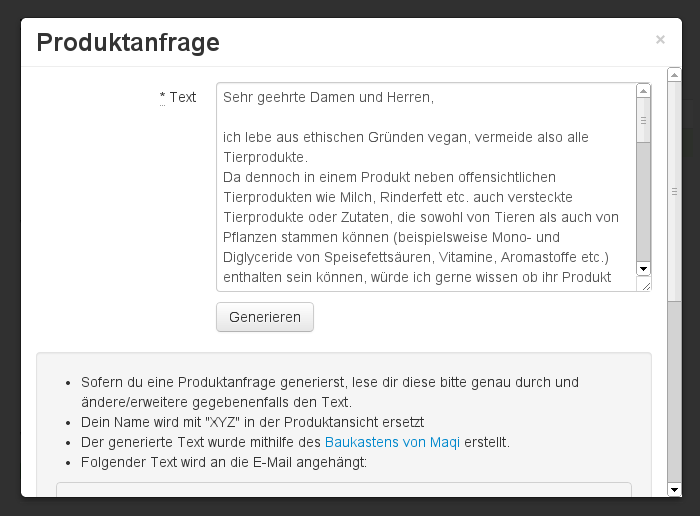 Produktanfrage ×
* Text
Sehr geehrte Damen und Herren,
ich lebe aus ethischen Gründen vegan, vermeide also alle
Tierprodukte.
Da dennoch in einem Produkt neben offensichtlichen
Tierprodukten wie Milch, Rinderfett etc. auch versteckte
Tierprodukte oder Zutaten, die sowohl von Tieren als auch von
Pflanzen stammen können (beispielsweise Mono- und
Diglyceride von Speisefettsäuren, Vitamine, Aromastoffe etc.)
enthalten sein können, würde ich gerne wissen ob ihr Produkt
Generieren
• Sofern du eine Produktanfrage generierst, lese dir diese bitte genau durch und
ändere/erweitere gegebenenfalls den Text.
• Dein Name wird mit "XYZ" in der Produktansicht ersetzt
• Der generierte Text wurde mithilfe des Baukastens von Maqi erstellt.
• Folgender Text wird an die E-Mail angehängt: